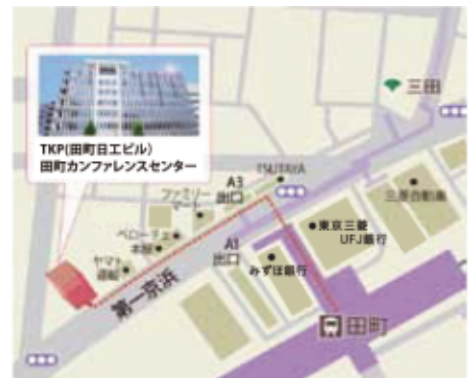 TKP(田町日工ビル)
田町カンファレンスセンター
三田
TSUTAYA
A3
出口
ファミリー
マート
三菱自動車
東京三菱
UFJ銀行
ベローチェ
本屋
A1
出口
みずほ銀行
ヤマト
運輸
第一京浜
田町